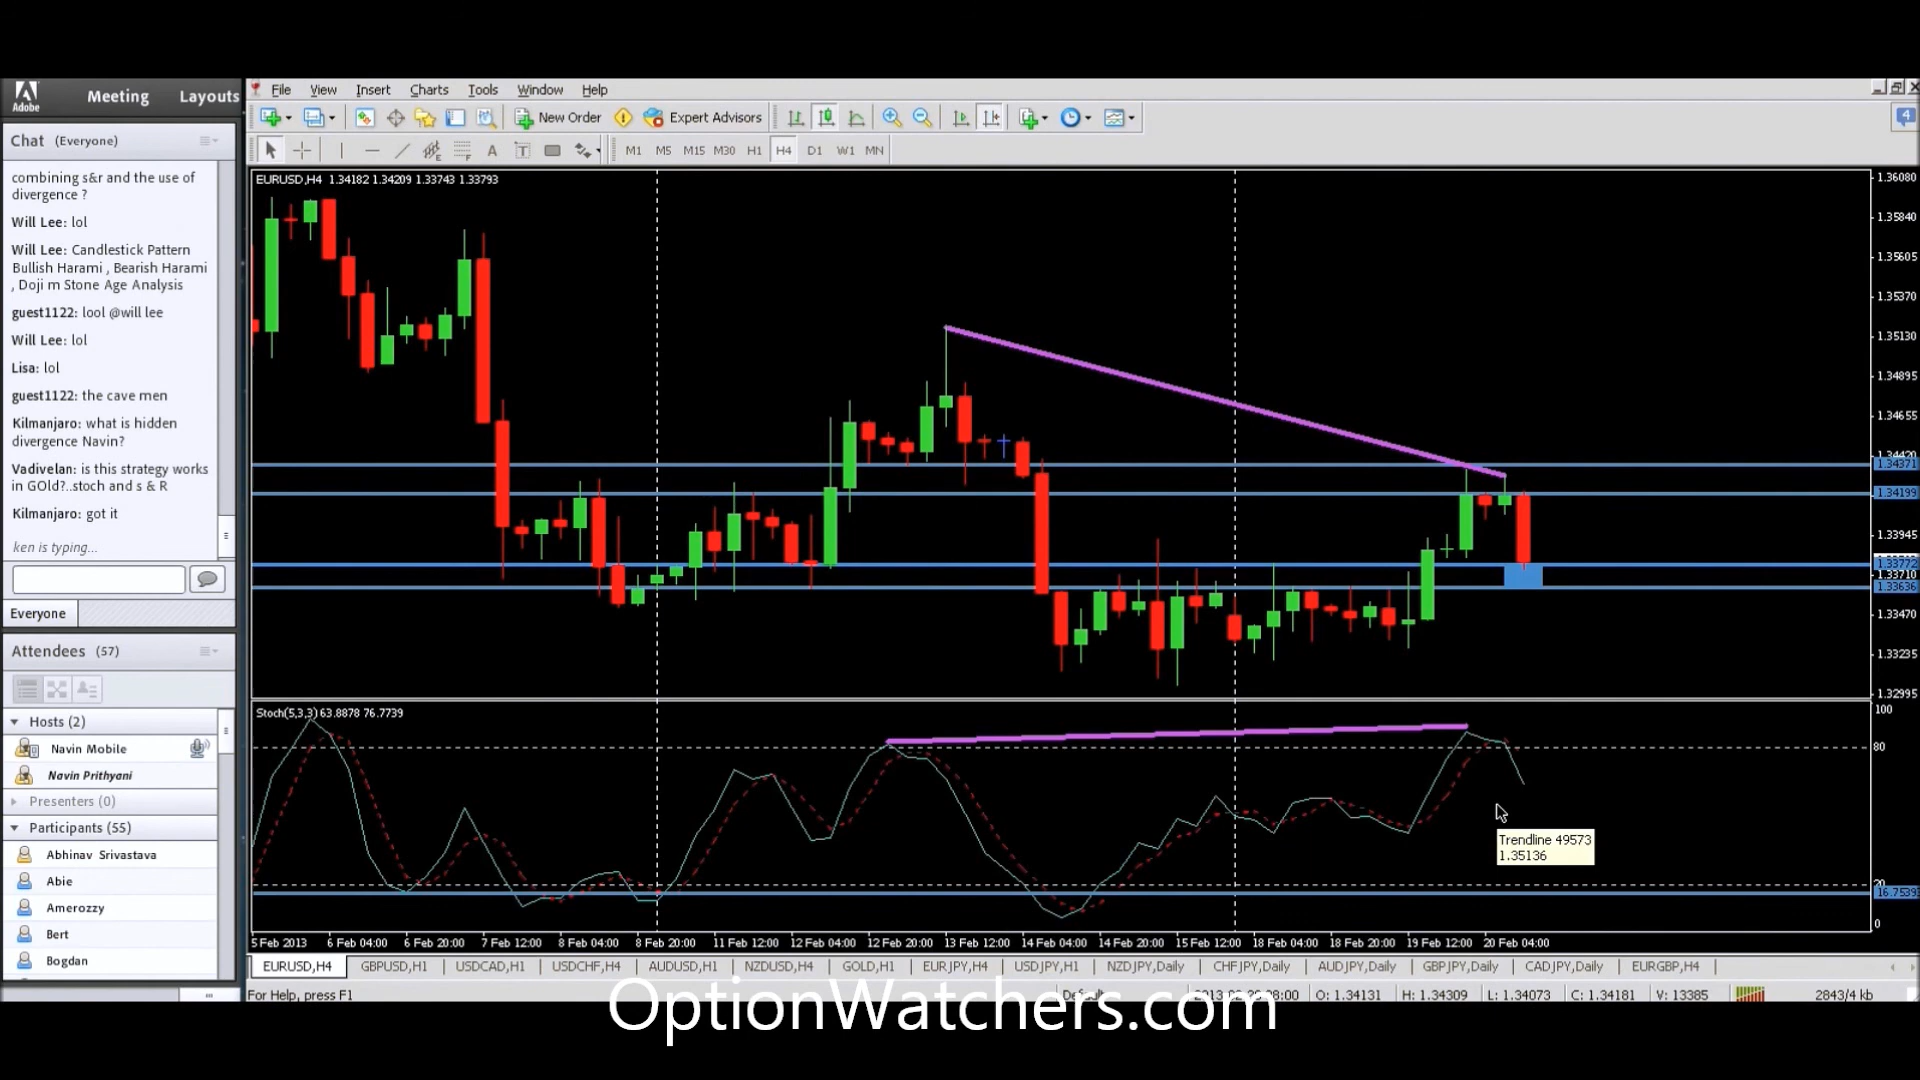 Adobe
Meeting
Layouts
Chat (Everyone)
combining s&r and the use of
divergence ?
Will Lee: lol
Will Lee: Candlestick Pattern
Bullish Harami , Bearish Harami
, Doji m Stone Age Analysis
guest1122: lool @will lee
Will Lee: lol
Lisa: lol
guest1122: the cave men
Kilmanjaro: what is hidden
divergence Navin?
Vadivelan: is this strategy works
in GOld?..stoch and s & R
Kilmanjaro: got it
ken is typing...
Everyone
Attendees (57)
Hosts (2)
Navin Mobile
Navin Prithyani
Presenters (0)
Participants (55)
Abhinav Srivastava
Abie
Amerozzy
Bert
Bogdan
File View Insert Charts Tools Window Help
New Order
Expert Advisors
4
A T
M1 M5 M15 M30 H1 H4 D1 W1 MN
EURUSD,H4 1.34182 1.34209 1.33743 1.33793
1.36080
1.35840
1.35605
1.35370
1.35130
1.34895
1.34655
1.34420
1.34371
1.34199
1.33945
1.33772
1.33710
1.33636
1.33470
1.33235
1.32995
Stoch(5,3,3) 63.8878 76.7739
100
80
20
16.7539
0
Trendline 49573
1.35136
5 Feb 2013 6 Feb 04:00 6 Feb 20:00 7 Feb 12:00 8 Feb 04:00 8 Feb 20:00 11 Feb 12:00 12 Feb 04:00 12 Feb 20:00 13 Feb 12:00 14 Feb 04:00 14 Feb 20:00 15 Feb 12:00 18 Feb 04:00 18 Feb 20:00 19 Feb 12:00 20 Feb 04:00
EURUSD,H4 GBPUSD,H1 USDCAD,H1 USDCHF,H4 AUDUSD,H1 NZDUSD,H4 GOLD,H1 EURJPY,H4 USDJPY,H1 NZDJPY,Daily CHFJPY,Daily AUDJPY,Daily GBPJPY,Daily CADJPY,Daily EURGBP,H4
For Help, press F1 Default O: 1.34131 H: 1.34309 L: 1.34073 C: 1.34181 V: 13385 2843/4 kb
OptionWatchers.com